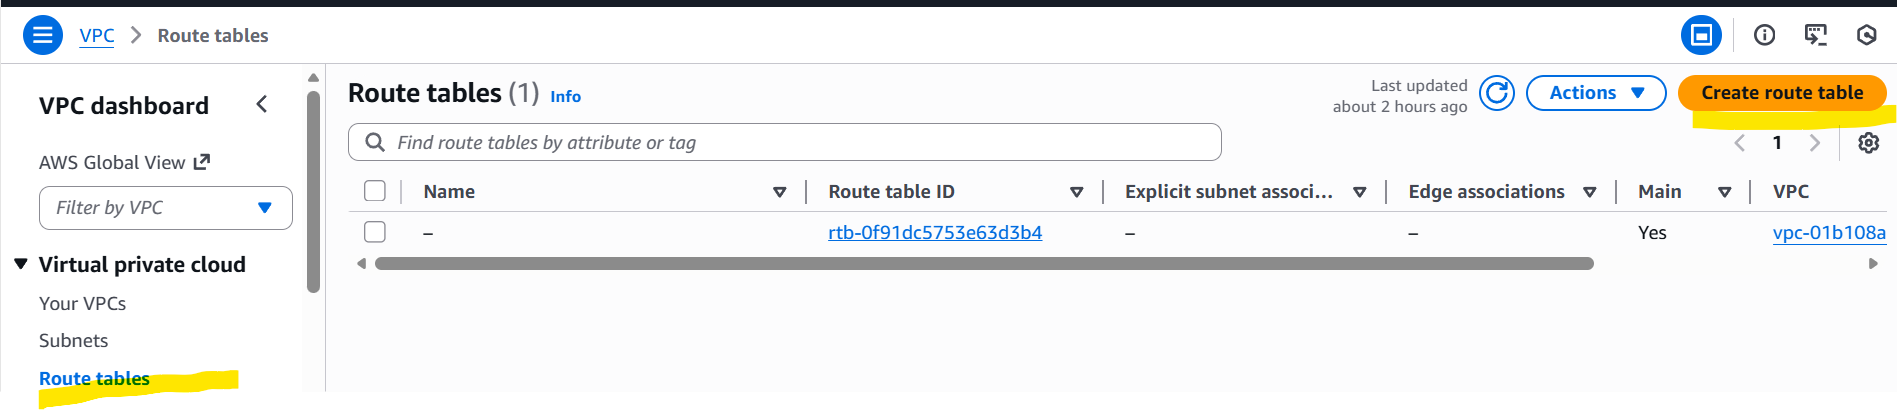 VPC > Route tables
VPC dashboard
AWS Global View
Filter by VPC
Virtual private cloud
Your VPCs
Subnets
Route tables
Route tables (1) Info
Last updated
about 2 hours ago
Actions
Create route table
Find route tables by attribute or tag
1
Name Route table ID Explicit subnet associ... Edge associations Main VPC
– rtb-0f91dc5753e63d3b4 – – Yes vpc-01b108a